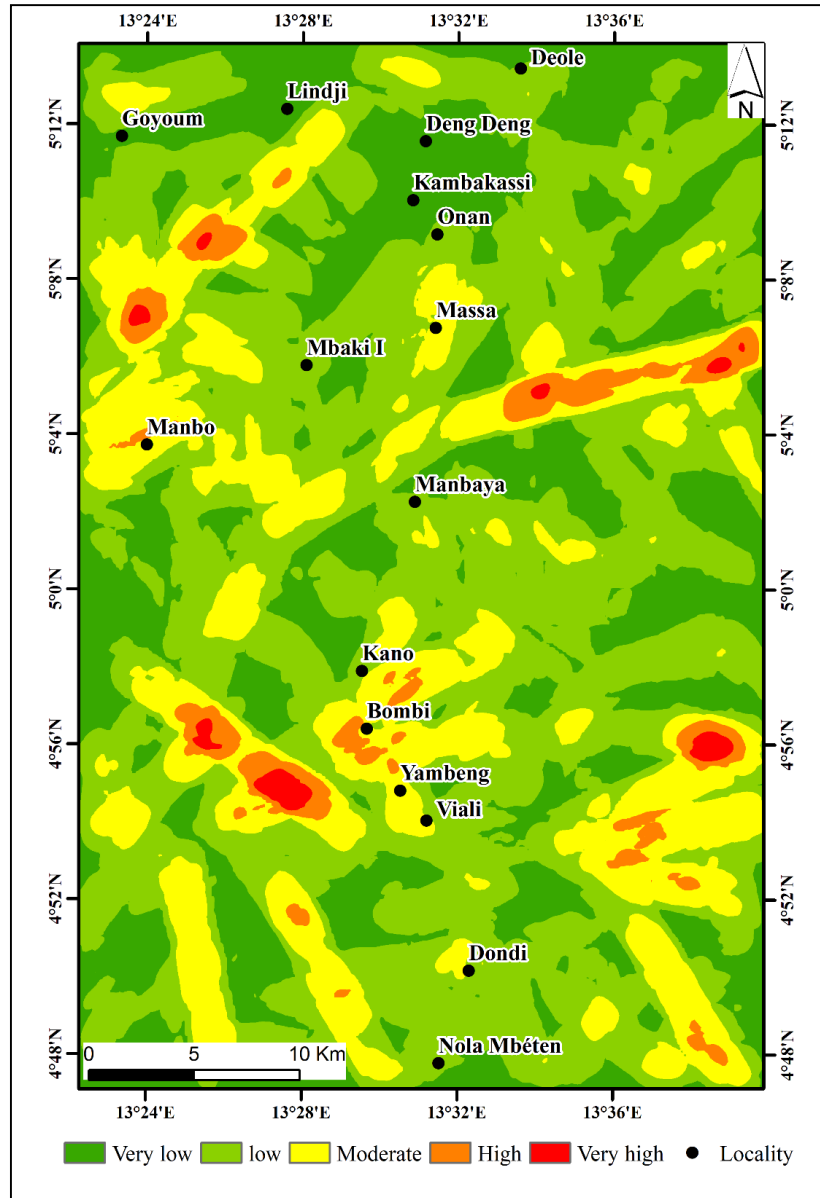 13°24'E 13°28'E 13°32'E 13°36'E
N
Deole
Lindji
Goyoum
Deng Deng
5°12'N 5°12'N
Kambakassi
Onan
5°8'N 5°8'N
Massa
Mbaki I
Manbo
5°4'N 5°4'N
Manbaya
5°0'N 5°0'N
Kano
Bombi
4°56'N 4°56'N
Yambeng
Viali
4°52'N 4°52'N
Dondi
Nola Mbéten
4°48'N 4°48'N
0 5 10 Km
13°24'E 13°28'E 13°32'E 13°36'E
Very low low Moderate High Very high Locality